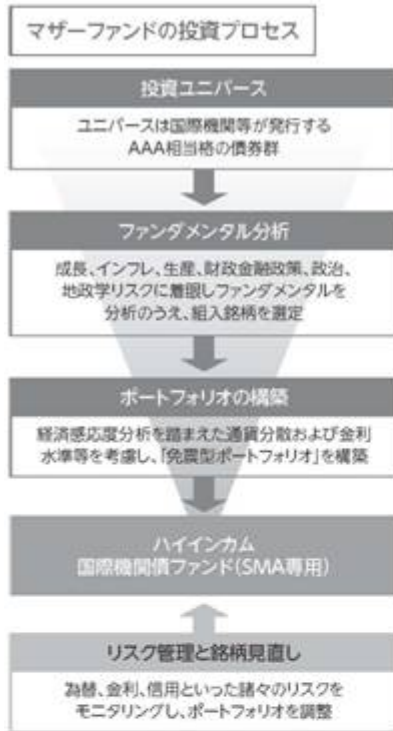 マザーファンドの投資プロセス
投資ユニバース
ユニバースは国際機関等が発行する
AAA相当格の債券群
ファンダメンタル分析
成長、インフレ、生産、財政金融政策、政治、
地政学リスクに着眼しファンダメンタルを
分析のうえ、組入銘柄を選定
ポートフォリオの構築
経済感応度分析を踏まえた通貨分散および金利
水準等を考慮し、「免震型ポートフォリオ」を構築
ハイインカム
国際機関債ファンド(SMA専用)
リスク管理と銘柄見直し
為替、金利、信用といった諸々のリスクを
モニタリングし、ポートフォリオを調整